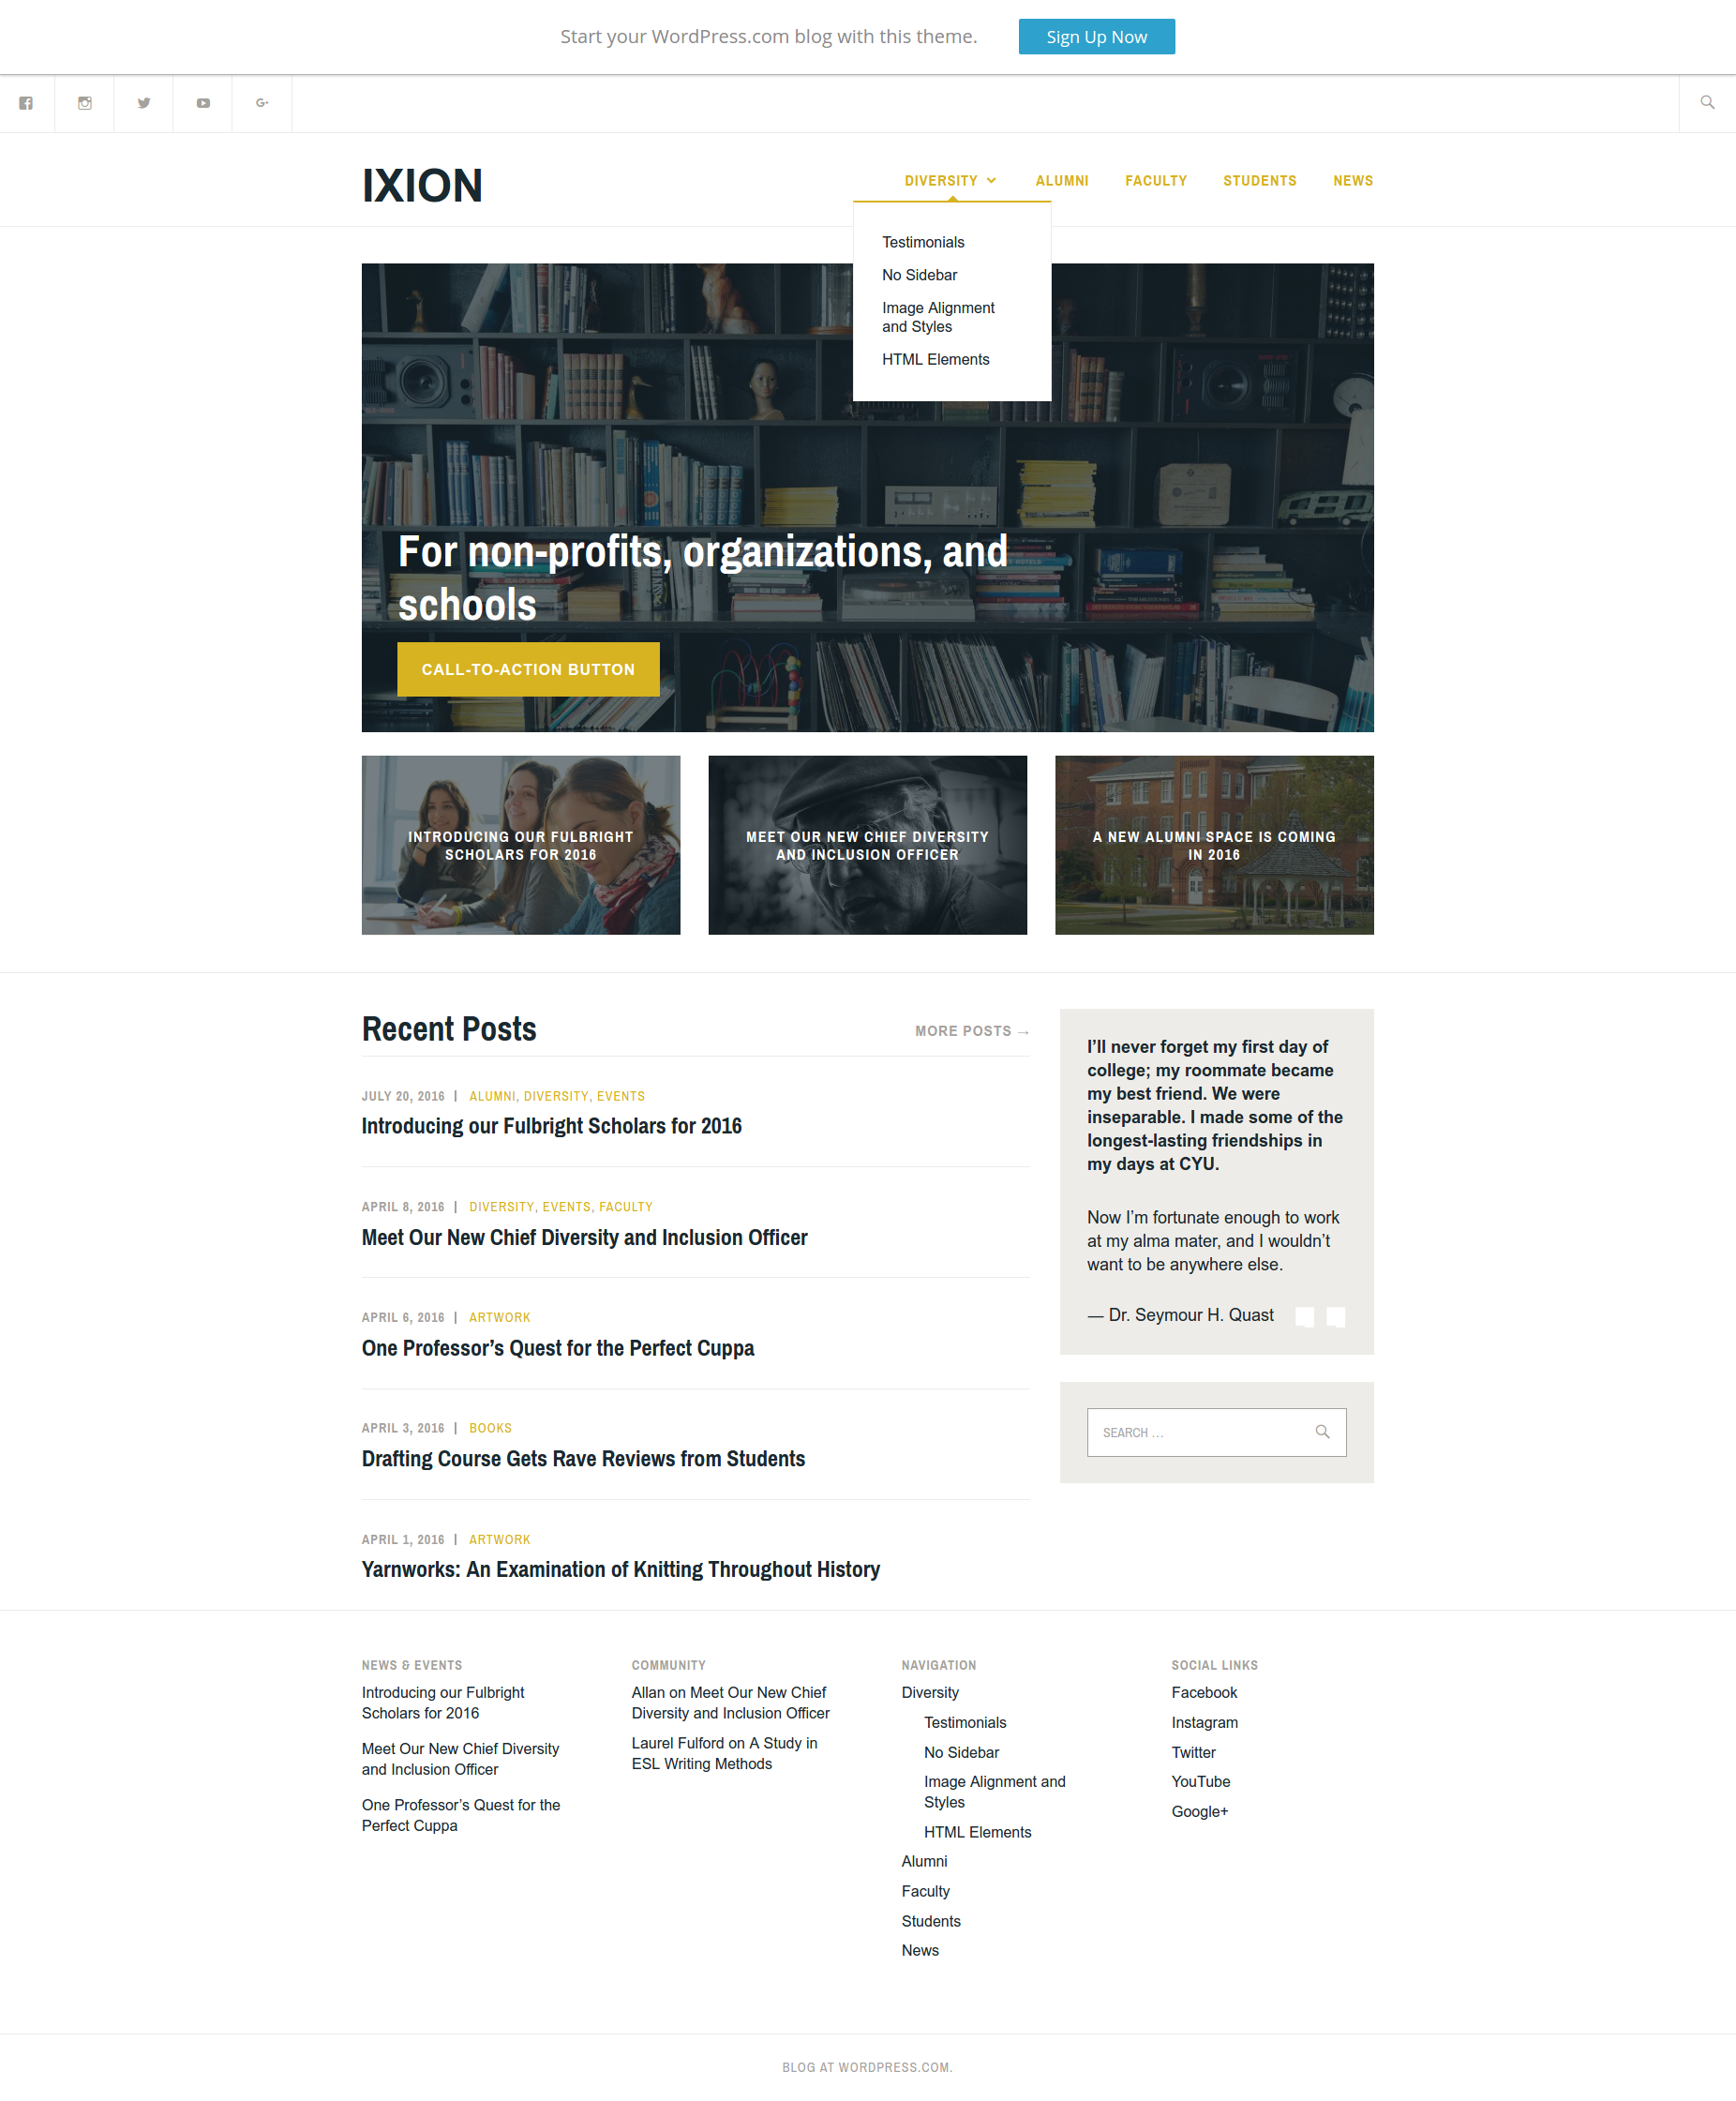 Start your WordPress.com blog with this theme.
Sign Up Now
IXION
DIVERSITY
ALUMNI
FACULTY
STUDENTS
NEWS
Testimonials
No Sidebar
Image Alignment
and Styles
HTML Elements
For non-profits, organizations, and
schools
CALL-TO-ACTION BUTTON
INTRODUCING OUR FULBRIGHT
SCHOLARS FOR 2016
MEET OUR NEW CHIEF DIVERSITY
AND INCLUSION OFFICER
A NEW ALUMNI SPACE IS COMING
IN 2016
Recent Posts
MORE POSTS →
JULY 20, 2016 | ALUMNI, DIVERSITY, EVENTS
Introducing our Fulbright Scholars for 2016
APRIL 8, 2016 | DIVERSITY, EVENTS, FACULTY
Meet Our New Chief Diversity and Inclusion Officer
APRIL 6, 2016 | ARTWORK
One Professor’s Quest for the Perfect Cuppa
APRIL 3, 2016 | BOOKS
Drafting Course Gets Rave Reviews from Students
APRIL 1, 2016 | ARTWORK
Yarnworks: An Examination of Knitting Throughout History
I’ll never forget my first day of
college; my roommate became
my best friend. We were
inseparable. I made some of the
longest-lasting friendships in
my days at CYU.
Now I’m fortunate enough to work
at my alma mater, and I wouldn’t
want to be anywhere else.
— Dr. Seymour H. Quast
SEARCH …
NEWS & EVENTS
Introducing our Fulbright
Scholars for 2016
Meet Our New Chief Diversity
and Inclusion Officer
One Professor’s Quest for the
Perfect Cuppa
COMMUNITY
Allan on Meet Our New Chief
Diversity and Inclusion Officer
Laurel Fulford on A Study in
ESL Writing Methods
NAVIGATION
Diversity
Testimonials
No Sidebar
Image Alignment and
Styles
HTML Elements
Alumni
Faculty
Students
News
SOCIAL LINKS
Facebook
Instagram
Twitter
YouTube
Google+
BLOG AT WORDPRESS.COM.